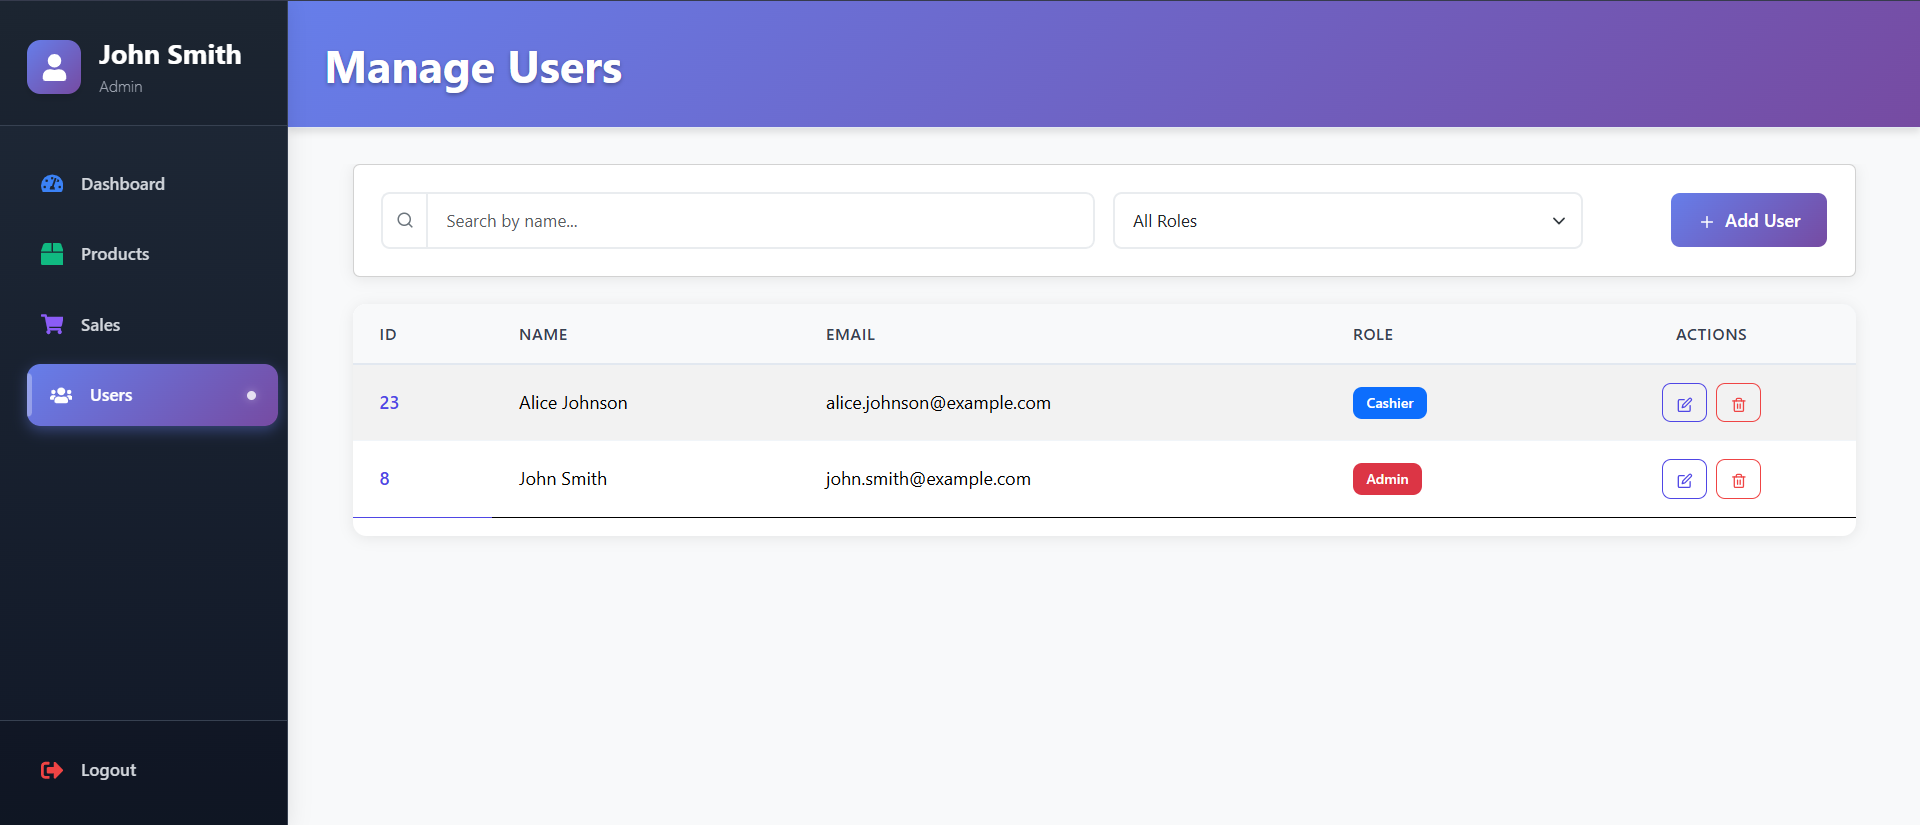 John Smith
Admin
Dashboard
Products
Sales
Users
Logout
Manage Users
Search by name...
All Roles
Add User
ID NAME EMAIL ROLE ACTIONS
23 Alice Johnson alice.johnson@example.com Cashier
8 John Smith john.smith@example.com Admin